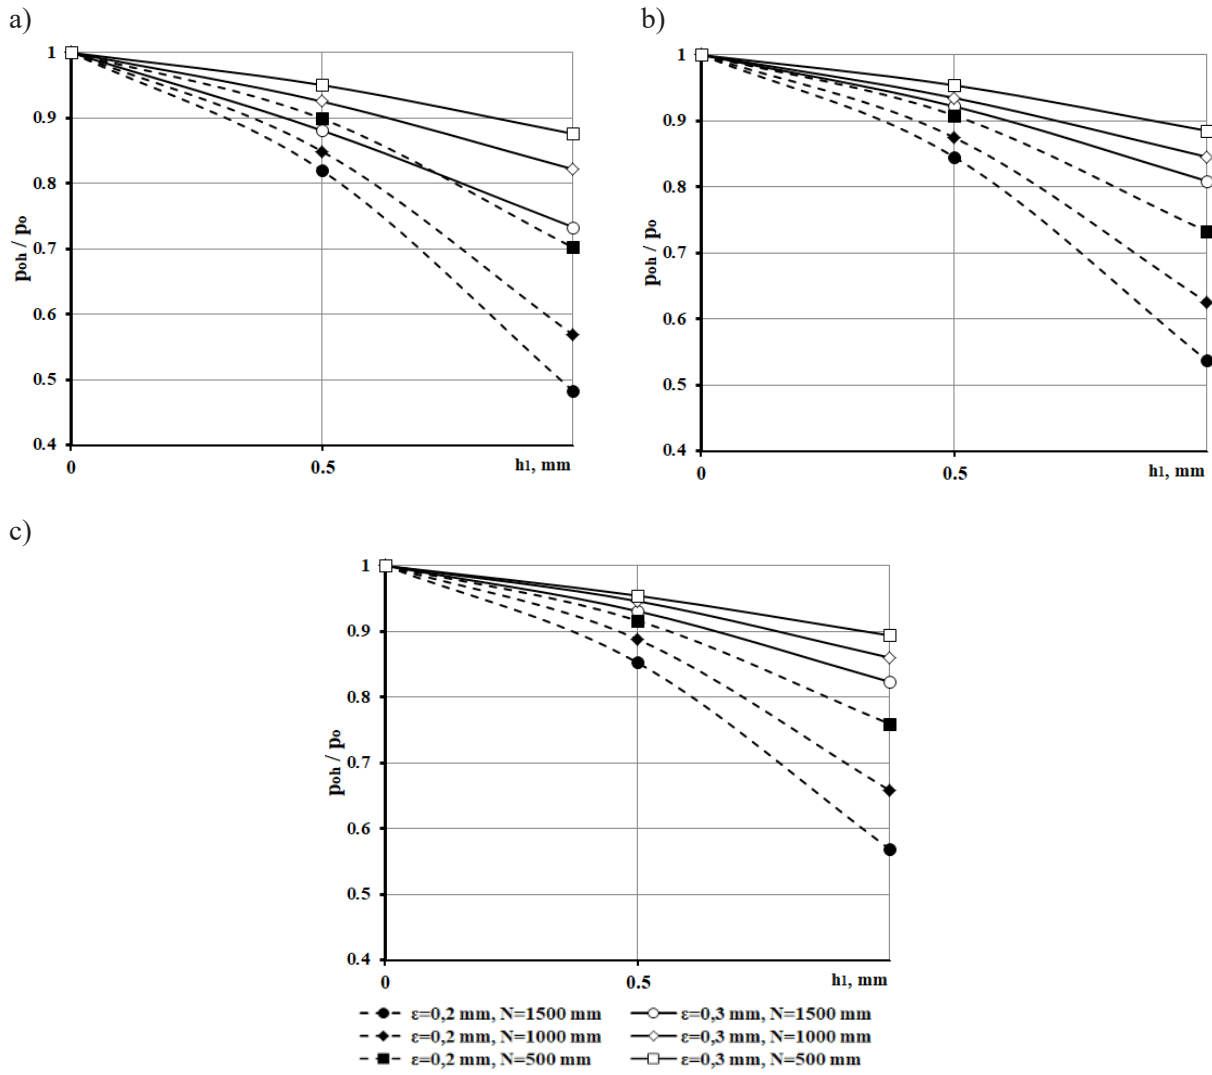 a)
1
0.9
0.8
0.7
0.6
0.5
0.4
poh / po
0
0.5
h1, mm
b)
1
0.9
0.8
0.7
0.6
0.5
0.4
poh / po
0
0.5
h1, mm
c)
1
0.9
0.8
0.7
0.6
0.5
0.4
poh / po
0
0.5
h1, mm
ε=0,2 mm, N=1500 mm
ε=0,3 mm, N=1500 mm
ε=0,2 mm, N=1000 mm
ε=0,3 mm, N=1000 mm
ε=0,2 mm, N=500 mm
ε=0,3 mm, N=500 mm